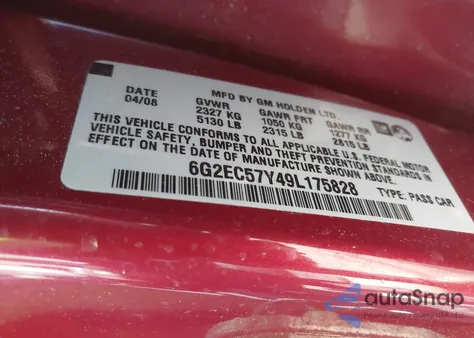 MFD BY GM HOLDEN LTD.
DATE GVWR GAWR FRT GAWR RR
04/08 2327 KG 1050 KG 1277 KG
5130 LB 2315 LB 2815 LB
THIS VEHICLE CONFORMS TO ALL APPLICABLE U.S. FEDERAL MOTOR
VEHICLE SAFETY, BUMPER AND THEFT PREVENTION STANDARDS IN
EFFECT ON THE DATE OF MANUFACTURE SHOWN ABOVE.
6G2EC57Y49L175828 TYPE: PASS CAR
autoSnap